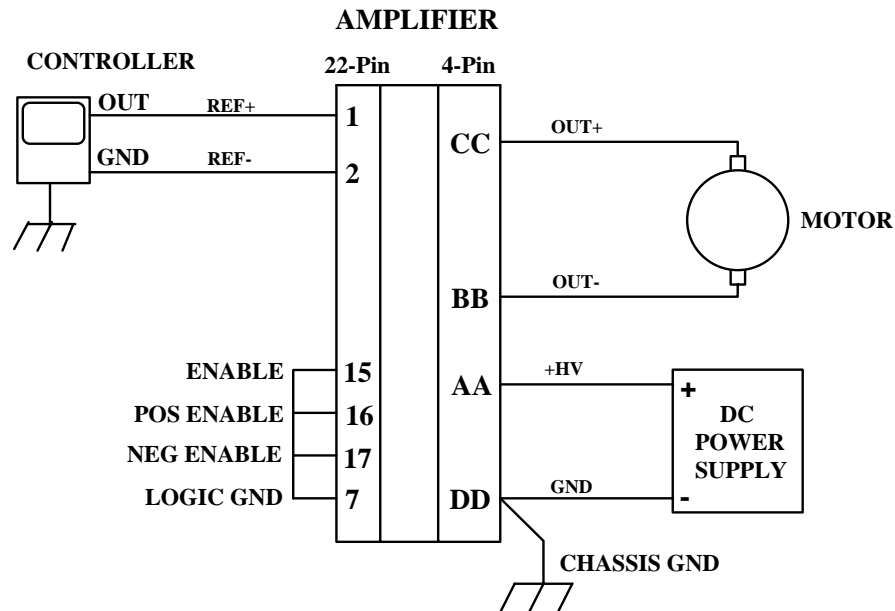 AMPLIFIER
CONTROLLER
22-Pin 4-Pin
OUT REF+ 1
GND REF- 2
CC OUT+
MOTOR
BB OUT-
ENABLE 15
POS ENABLE 16
NEG ENABLE 17
LOGIC GND 7
AA +HV +
DC
POWER
SUPPLY
DD GND -
CHASSIS GND